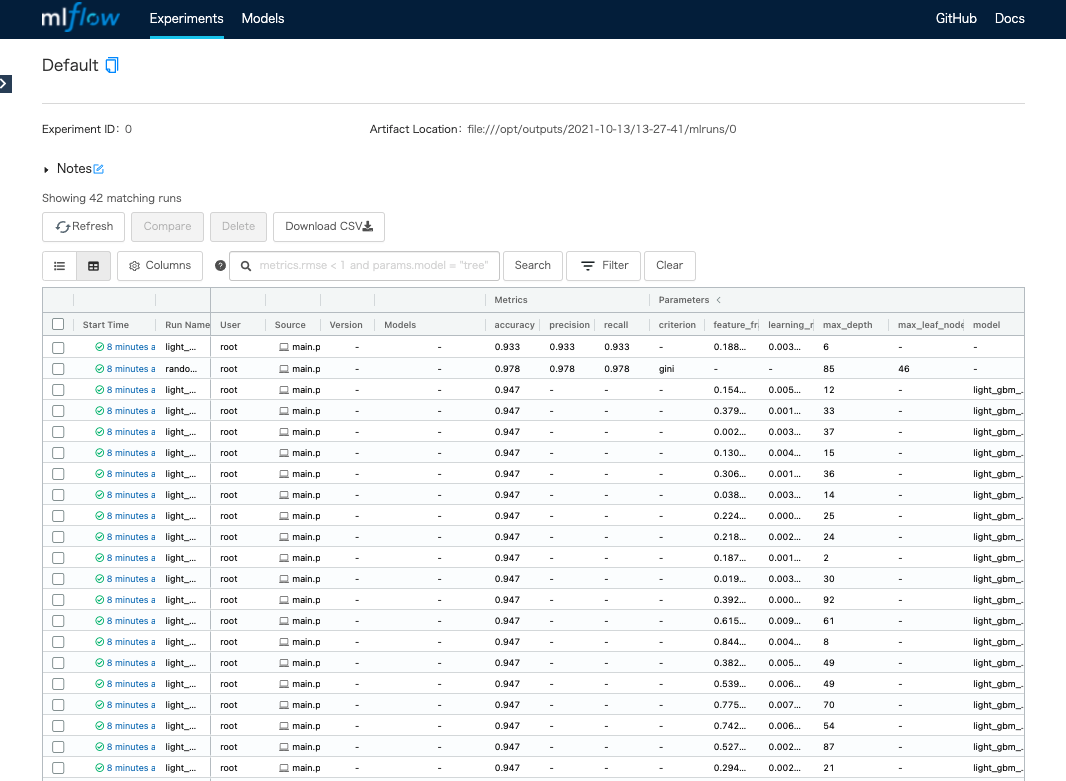 mlflow Experiments Models GitHub Docs
Default
Experiment ID: 0 Artifact Location: file:///opt/outputs/2021-10-13/13-27-41/mlruns/0
Notes
Showing 42 matching runs
Refresh Compare Delete Download CSV
Columns ? metrics.rmse < 1 and params.model = "tree" Search Filter Clear
Metrics Parameters <
Start Time Run Name User Source Version Models accuracy precision recall criterion feature_fr learning_r max_depth max_leaf_node model
8 minutes a light_... root main.p - - 0.933 0.933 0.933 - 0.188... 0.003... 6 - -
8 minutes a rando... root main.p - - 0.978 0.978 0.978 gini - - 85 46 -
8 minutes a light_... root main.p - - 0.947 - - - 0.154... 0.005... 12 - light_gbm_...
8 minutes a light_... root main.p - - 0.947 - - - 0.379... 0.001... 33 - light_gbm_...
8 minutes a light_... root main.p - - 0.947 - - - 0.002... 0.003... 37 - light_gbm_...
8 minutes a light_... root main.p - - 0.947 - - - 0.130... 0.004... 15 - light_gbm_...
8 minutes a light_... root main.p - - 0.947 - - - 0.306... 0.001... 36 - light_gbm_...
8 minutes a light_... root main.p - - 0.947 - - - 0.038... 0.003... 14 - light_gbm_...
8 minutes a light_... root main.p - - 0.947 - - - 0.224... 0.000... 25 - light_gbm_...
8 minutes a light_... root main.p - - 0.947 - - - 0.218... 0.002... 24 - light_gbm_...
8 minutes a light_... root main.p - - 0.947 - - - 0.187... 0.001... 2 - light_gbm_...
8 minutes a light_... root main.p - - 0.947 - - - 0.019... 0.003... 30 - light_gbm_...
8 minutes a light_... root main.p - - 0.947 - - - 0.392... 0.000... 92 - light_gbm_...
8 minutes a light_... root main.p - - 0.947 - - - 0.615... 0.009... 61 - light_gbm_...
8 minutes a light_... root main.p - - 0.947 - - - 0.844... 0.004... 8 - light_gbm_...
8 minutes a light_... root main.p - - 0.947 - - - 0.382... 0.005... 49 - light_gbm_...
8 minutes a light_... root main.p - - 0.947 - - - 0.539... 0.006... 49 - light_gbm_...
8 minutes a light_... root main.p - - 0.947 - - - 0.775... 0.007... 70 - light_gbm_...
8 minutes a light_... root main.p - - 0.947 - - - 0.742... 0.006... 54 - light_gbm_...
8 minutes a light_... root main.p - - 0.947 - - - 0.527... 0.002... 87 - light_gbm_...
8 minutes a light_... root main.p - - 0.947 - - - 0.294... 0.002... 21 - light_gbm_...